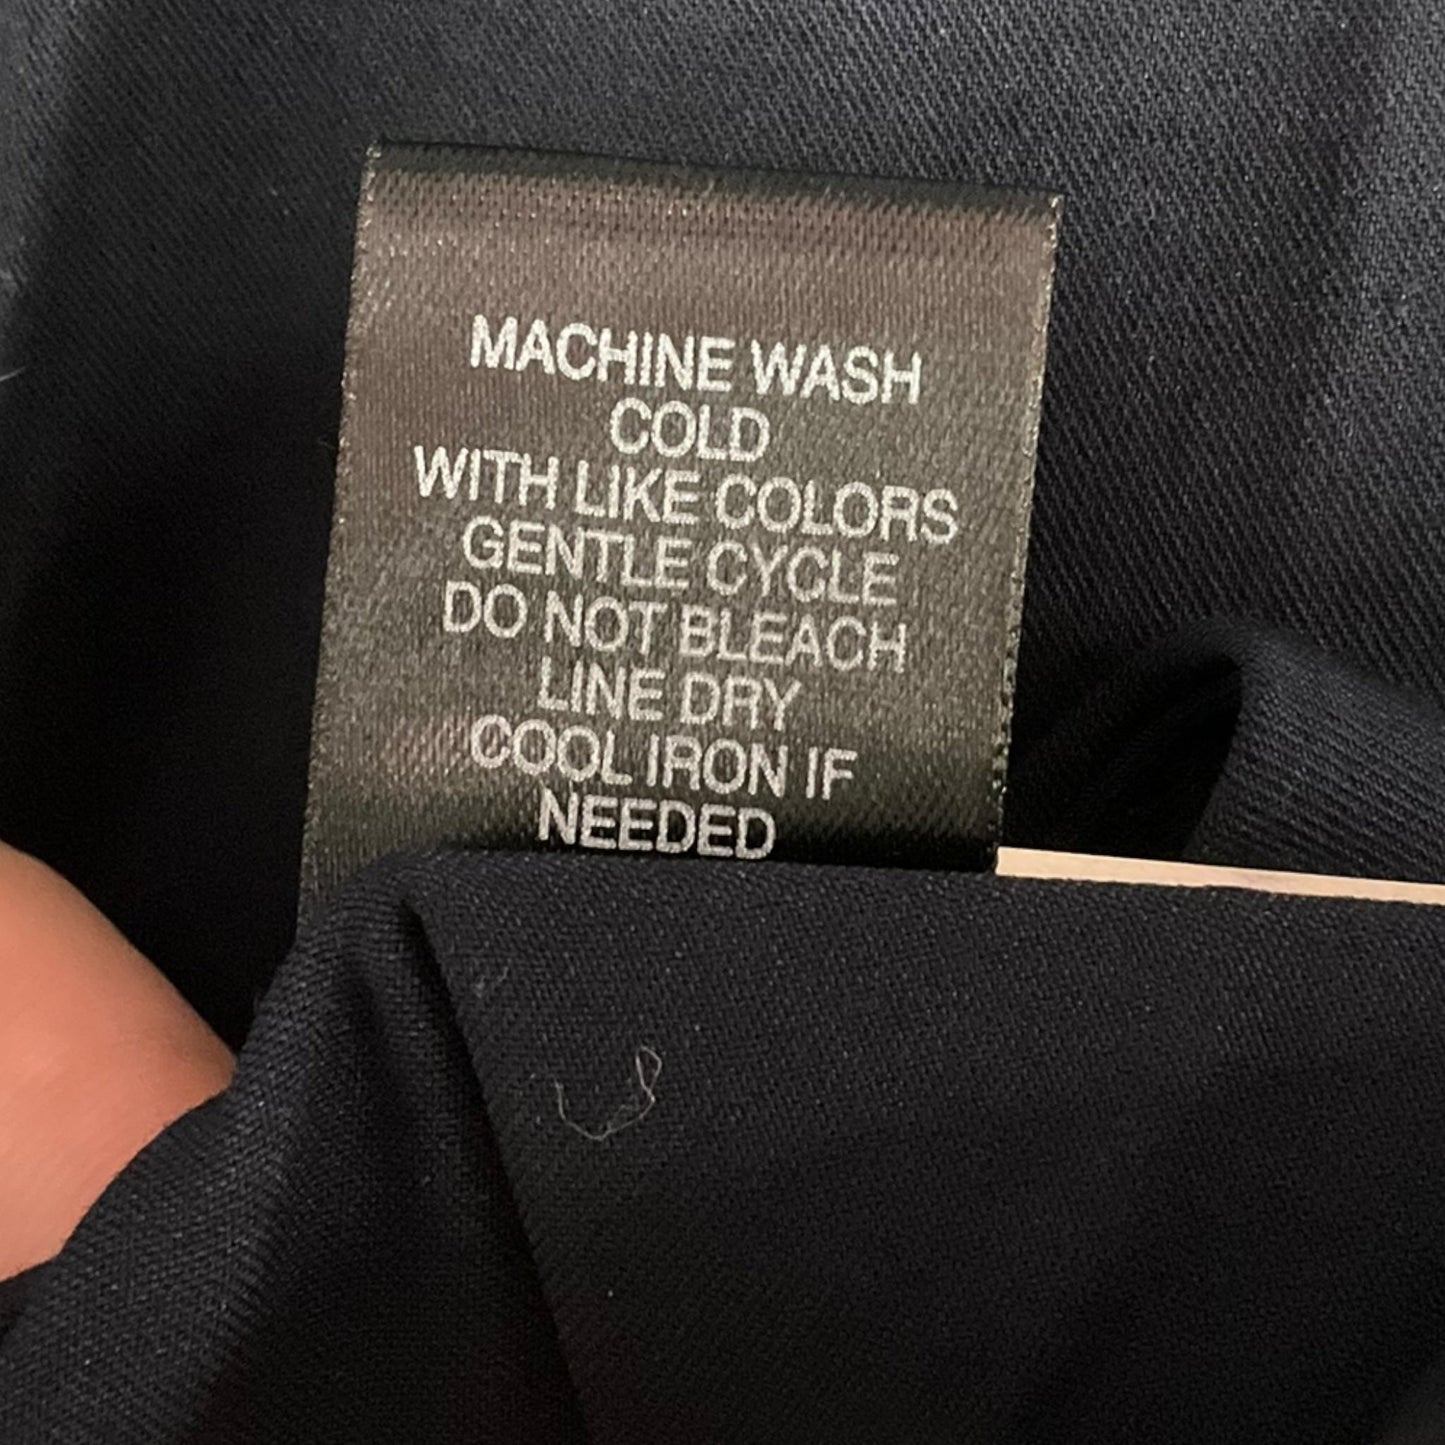 MACHINE WASH
COLD
WITH LIKE COLORS
GENTLE CYCLE
DO NOT BLEACH
LINE DRY
COOL IRON IF
NEEDED